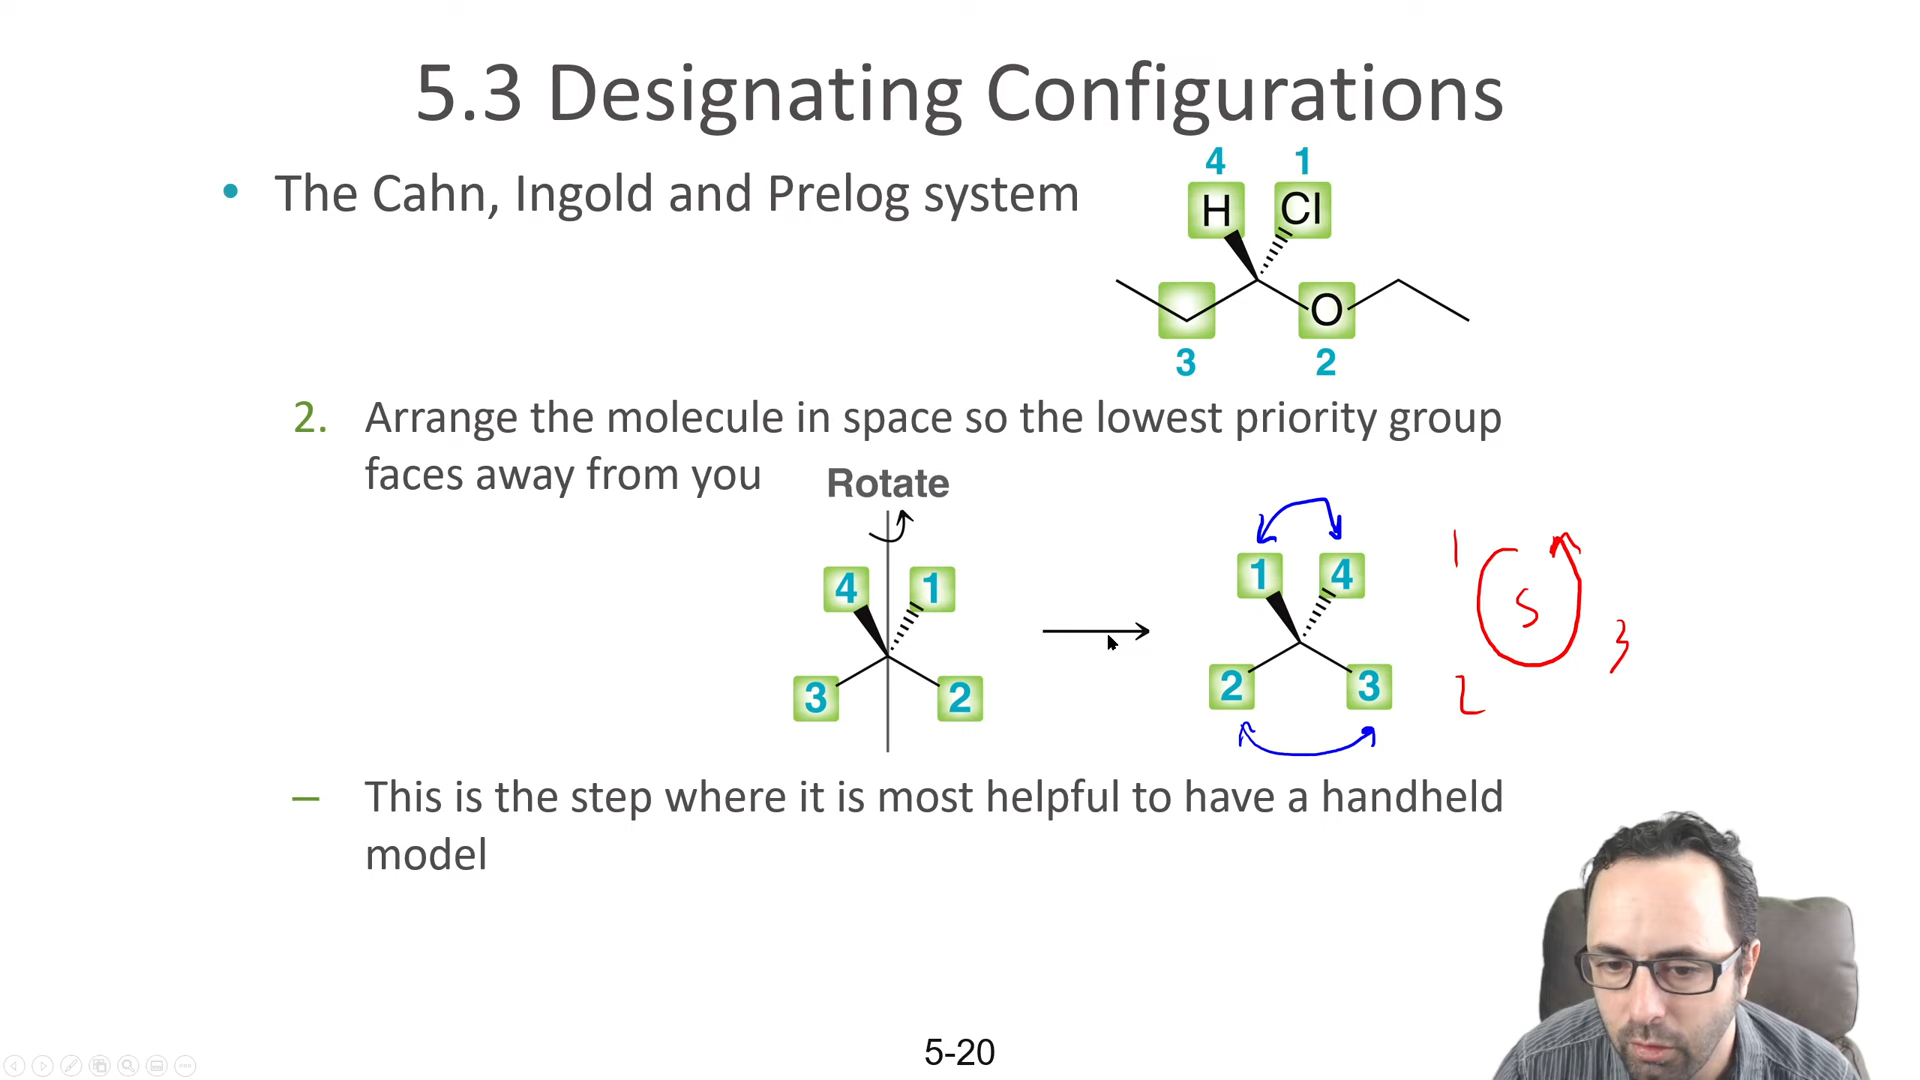 5.3 Designating Configurations
• The Cahn, Ingold and Prelog system
4 1
H Cl
O
3 2
2. Arrange the molecule in space so the lowest priority group
faces away from you
Rotate
4 1
3 2
1 4
2 3
1
S
3
2
– This is the step where it is most helpful to have a handheld
model
5-20